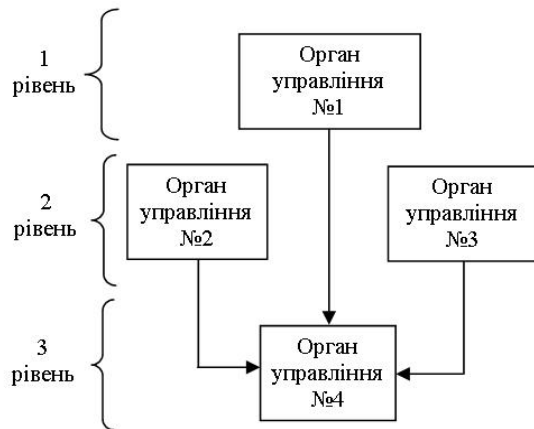 1
рівень
Орган
управління
№1
2
рівень
Орган
управління
№2
Орган
управління
№3
3
рівень
Орган
управління
№4